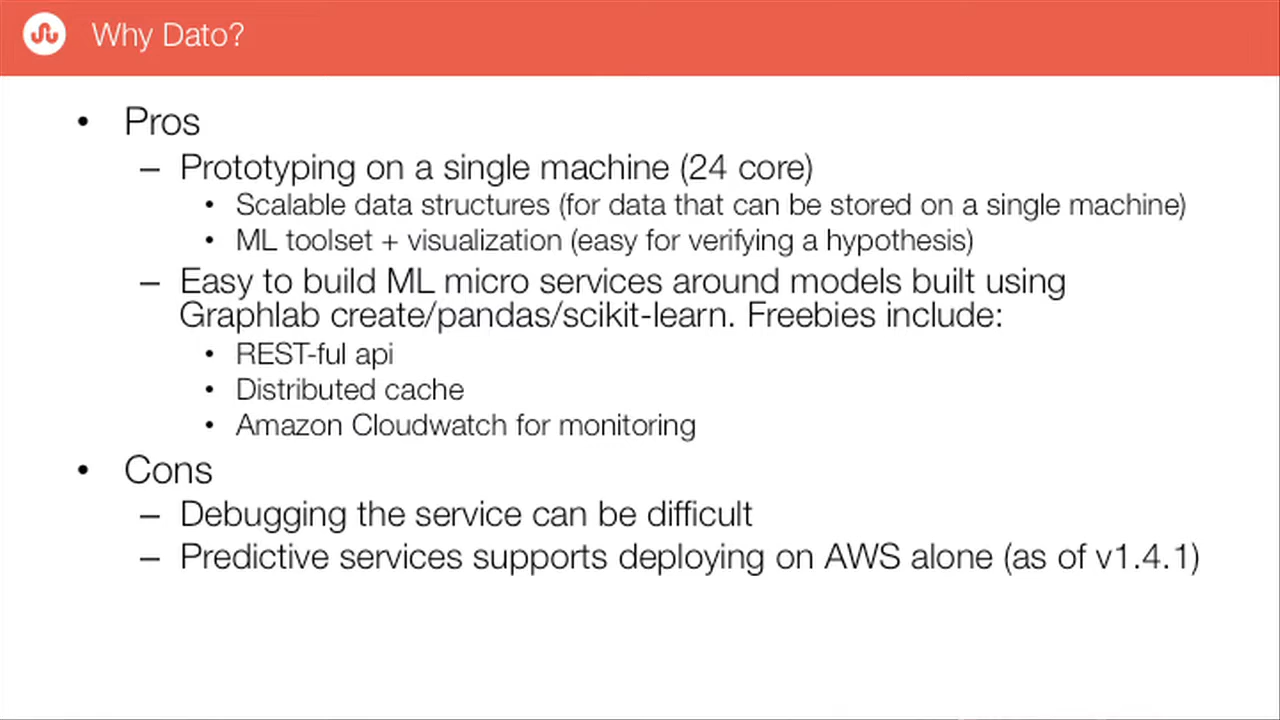 Why Dato?
• Pros
– Prototyping on a single machine (24 core)
• Scalable data structures (for data that can be stored on a single machine)
• ML toolset + visualization (easy for verifying a hypothesis)
– Easy to build ML micro services around models built using
Graphlab create/pandas/scikit-learn. Freebies include:
• REST-ful api
• Distributed cache
• Amazon Cloudwatch for monitoring
• Cons
– Debugging the service can be difficult
– Predictive services supports deploying on AWS alone (as of v1.4.1)